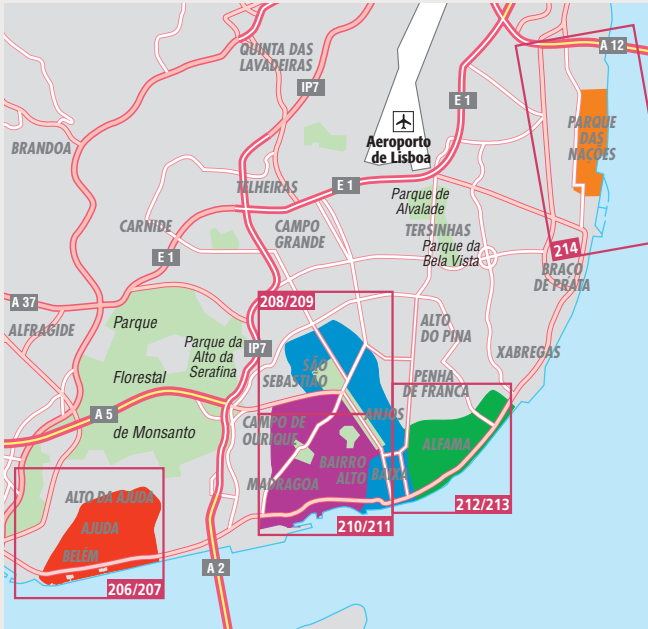 QUINTA DAS
LAVADEIRAS
A 12
IP7
E 1
PARQUE
DAS
NAÇÕES
BRANDOA
Aeroporto
de Lisboa
TELHEIRAS
E 1
Parque de
Alvalade
CARNIDE
CAMPO
GRANDE
TERSINHAS
Parque da
Bela Vista
E 1
214
BRAÇO
DE PRATA
A 37
208/209
ALFRAGIDE
Parque
Parque da
Alto da
Serafina
IP7
ALTO
DO PINA
XABREGAS
SÃO
SEBASTIÃO
Florestal
PENHA
DE FRANCA
A 5
ANJOS
de Monsanto
CAMPO DE
OURIQUE
ALFAMA
BAIRRO
ALTO
BAIXA
MADRAGOA
ALTO DA AJUDA
212/213
210/211
AJUDA
BELÉM
A 2
206/207